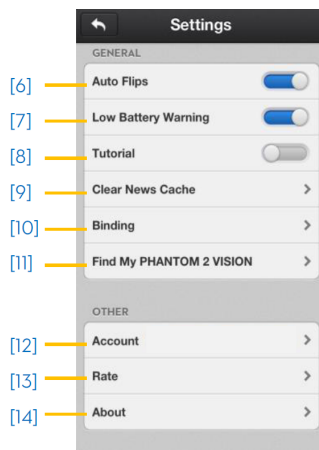 Settings
GENERAL
[6] Auto Flips
[7] Low Battery Warning
[8] Tutorial
[9] Clear News Cache
[10] Binding
[11] Find My PHANTOM 2 VISION
OTHER
[12] Account
[13] Rate
[14] About